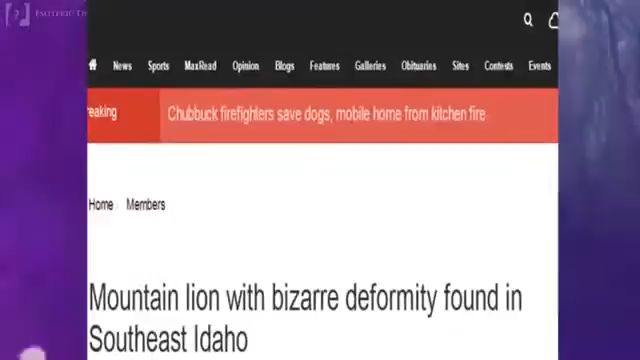 ESOTERIC
News Sports MaxRead Opinion Blogs Features Galleries Obituaries Sites Contests Events
reaking
Chubbuck firefighters save dogs, mobile home from kitchen fire
Home Members
Mountain lion with bizarre deformity found in
Southeast Idaho